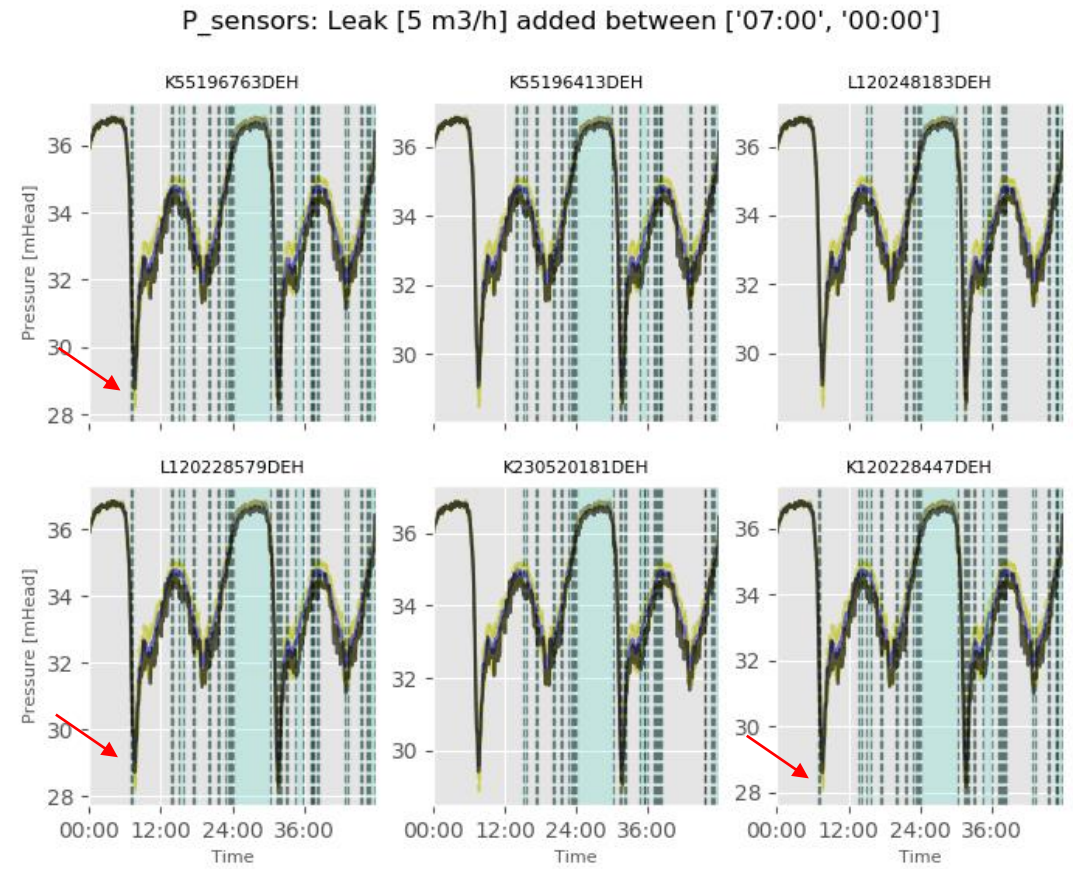 P_sensors: Leak [5 m3/h] added between ['07:00', '00:00']
K55196763DEH
K55196413DEH
L120248183DEH
Pressure [mHead]
36
34
32
30
28
36
34
32
30
36
34
32
30
L120228579DEH
K230520181DEH
K120228447DEH
Pressure [mHead]
36
34
32
30
28
36
34
32
30
36
34
32
30
28
00:00 12:00 24:00 36:00
00:00 12:00 24:00 36:00
00:00 12:00 24:00 36:00
Time
Time
Time